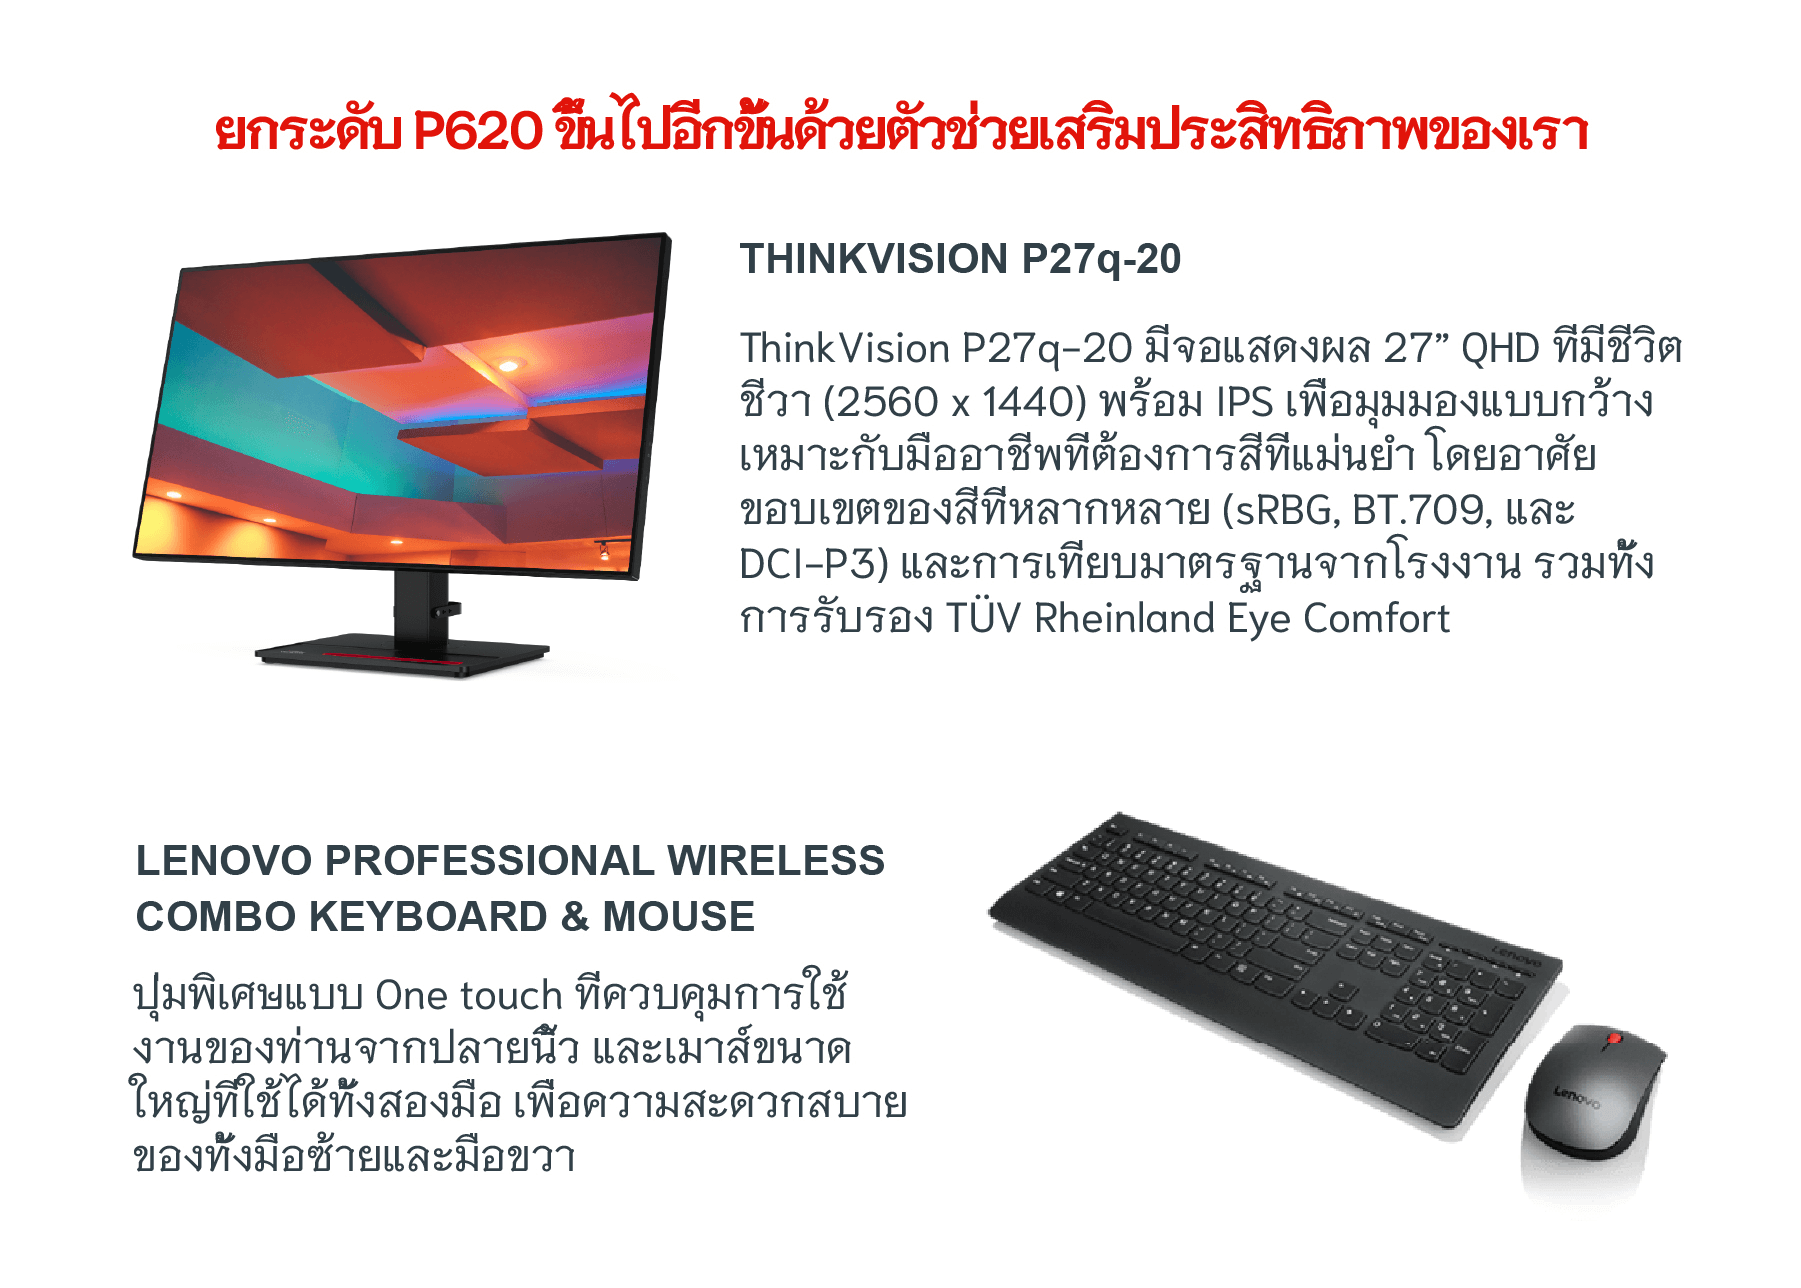 ยกระดับ P620 ขึ้นไปอีกขั้นด้วยตัวช่วยเสริมประสิทธิภาพของเรา
THINKVISION P27q-20
ThinkVision P27q-20 มีจอแสดงผล 27” QHD ที่มีชีวิต
ชีวา (2560 x 1440) พร้อม IPS เพื่อมุมมองแบบกว้าง
เหมาะกับมืออาชีพที่ต้องการสีที่แม่นยำ โดยอาศัย
ขอบเขตของสีที่หลากหลาย (sRBG, BT.709, และ
DCI-P3) และการเทียบมาตรฐานจากโรงงาน รวมทั้ง
การรับรอง TÜV Rheinland Eye Comfort
LENOVO PROFESSIONAL WIRELESS
COMBO KEYBOARD & MOUSE
ปุ่มพิเศษแบบ One touch ที่ควบคุมการใช้
งานของท่านจากปลายนิ้ว และเมาส์ขนาด
ใหญ่ที่ใช้ได้ทั้งสองมือ เพื่อความสะดวกสบาย
ของทั้งมือซ้ายและมือขวา
Lenovo
Lenovo